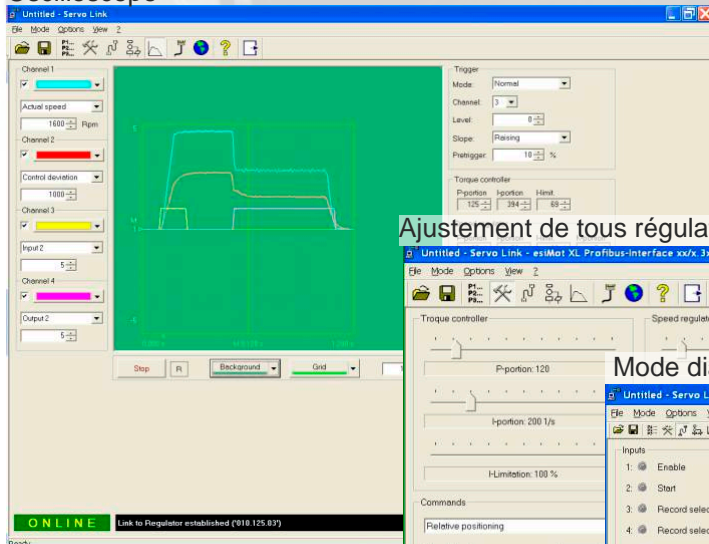 Oscilloscope
Untitled - Servo Link
File Mode Options View ?
Channel 1
Actual speed
1600 Rpm
Channel 2
Control deviation
1000
Channel 3
Input 2
5
Channel 4
Output 2
5
Stop R Background Grid
Trigger
Mode: Normal
Channel: 3
Level: 0
Slope: Raising
Pretrigger: 10 %
Torque controller
P-portion I-portion I-limit.
125 394 68
ONLINE Link to Regulator established ('010.125.03')
Ready
Ajustement de tous régula
Untitled - Servo Link - esiMot XL Profibus-Interface xx/x.3x
File Mode Options View ?
Troque controller
Speed regulat
P-portion: 120
I-portion: 200 1/s
I-Limitation: 100 %
Commands
Relative positioning
Mode dia
Untitled - Servo L
File Mode Options V
Inputs
1: Enable
2: Start
3: Record selec
4: Record selec